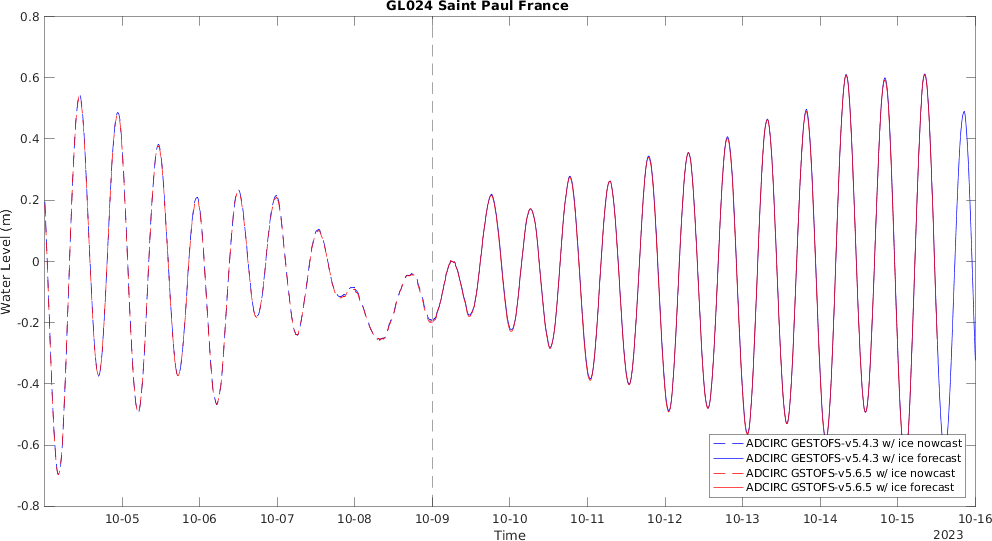 GL024 Saint Paul France
0.8
0.6
0.4
0.2
0
-0.2
-0.4
-0.6
-0.8
Water Level (m)
10-05 10-06 10-07 10-08 10-09 10-10 10-11 10-12 10-13 10-14 10-15 10-16
Time
2023
ADCIRC GESTOFS-v5.4.3 w/ ice nowcast
ADCIRC GESTOFS-v5.4.3 w/ ice forecast
ADCIRC GSTOFS-v5.6.5 w/ ice nowcast
ADCIRC GSTOFS-v5.6.5 w/ ice forecast